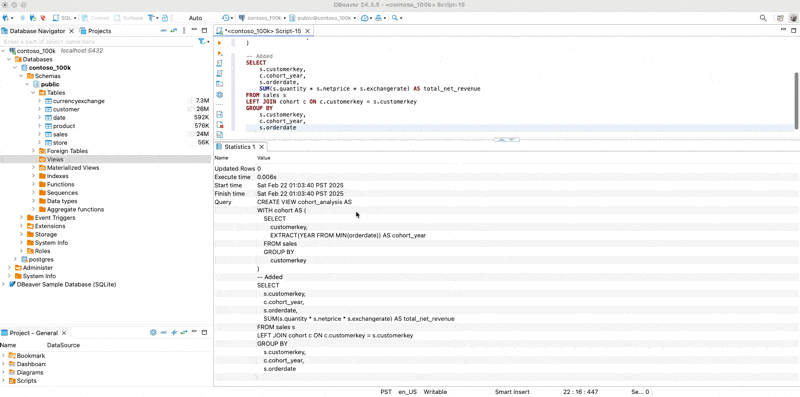 DBeaver 24.3.5 - <contoso_100k> Script-15
SQL
Commit
Rollback
Auto
contoso_100k
public@contoso_100k
Database Navigator
Projects
Enter a part of object name here
contoso_100k localhost:5432
Databases
contoso_100k
Schemas
public
Tables
currencyexchange 7.3M
customer 26M
date 592K
product 576K
sales 24M
store 56K
Foreign Tables
Views
Materialized Views
Indexes
Functions
Sequences
Data types
Aggregate functions
Event Triggers
Extensions
Storage
System Info
Roles
postgres
Administer
System Info
DBeaver Sample Database (SQLite)
Project - General
Name DataSource
Bookmark
Dashboard
Diagrams
Scripts
*<contoso_100k> Script-15
)
-- Added
SELECT
s.customerkey,
c.cohort_year,
s.orderdate,
SUM(s.quantity * s.netprice * s.exchangerate) AS total_net_revenue
FROM sales s
LEFT JOIN cohort c ON c.customerkey = s.customerkey
GROUP BY
s.customerkey,
c.cohort_year,
s.orderdate
Statistics 1
Name Value
Updated Rows 0
Execute time 0.006s
Start time Sat Feb 22 01:03:40 PST 2025
Finish time Sat Feb 22 01:03:40 PST 2025
Query CREATE VIEW cohort_analysis AS
WITH cohort AS (
SELECT
customerkey,
EXTRACT(YEAR FROM MIN(orderdate)) AS cohort_year
FROM sales
GROUP BY
customerkey
)
-- Added
SELECT
s.customerkey,
c.cohort_year,
s.orderdate,
SUM(s.quantity * s.netprice * s.exchangerate) AS total_net_revenue
FROM sales s
LEFT JOIN cohort c ON c.customerkey = s.customerkey
GROUP BY
s.customerkey,
c.cohort_year,
s.orderdate
PST en_US Writable Smart Insert 22 : 16 : 447 Se... 0